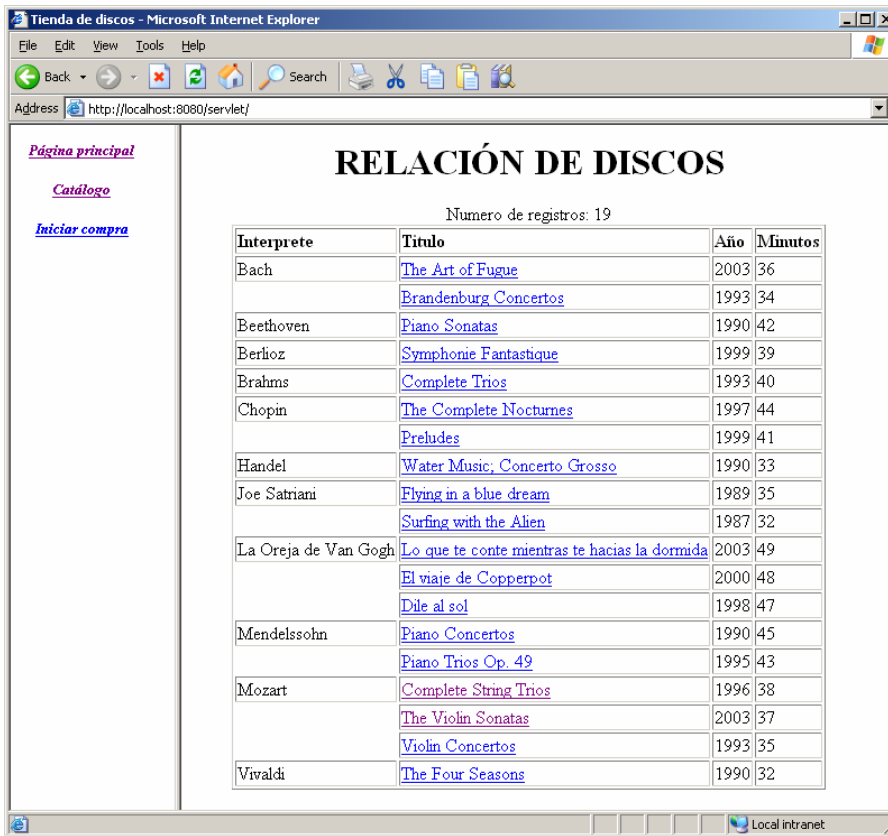 Tienda de discos - Microsoft Internet Explorer
File Edit View Tools Help
Back Search
Address http://localhost:8080/servlet/
Página principal
Catálogo
Iniciar compra
RELACIÓN DE DISCOS
Numero de registros: 19
Interprete Titulo Año Minutos
Bach The Art of Fugue 2003 36
Brandenburg Concertos 1993 34
Beethoven Piano Sonatas 1990 42
Berlioz Symphonie Fantastique 1999 39
Brahms Complete Trios 1993 40
Chopin The Complete Nocturnes 1997 44
Preludes 1999 41
Handel Water Music; Concerto Grosso 1990 33
Joe Satriani Flying in a blue dream 1989 35
Surfing with the Alien 1987 32
La Oreja de Van Gogh Lo que te conte mientras te hacias la dormida 2003 49
El viaje de Copperpot 2000 48
Dile al sol 1998 47
Mendelssohn Piano Concertos 1990 45
Piano Trios Op. 49 1995 43
Mozart Complete String Trios 1996 38
The Violin Sonatas 2003 37
Violin Concertos 1993 35
Vivaldi The Four Seasons 1990 32
Local intranet